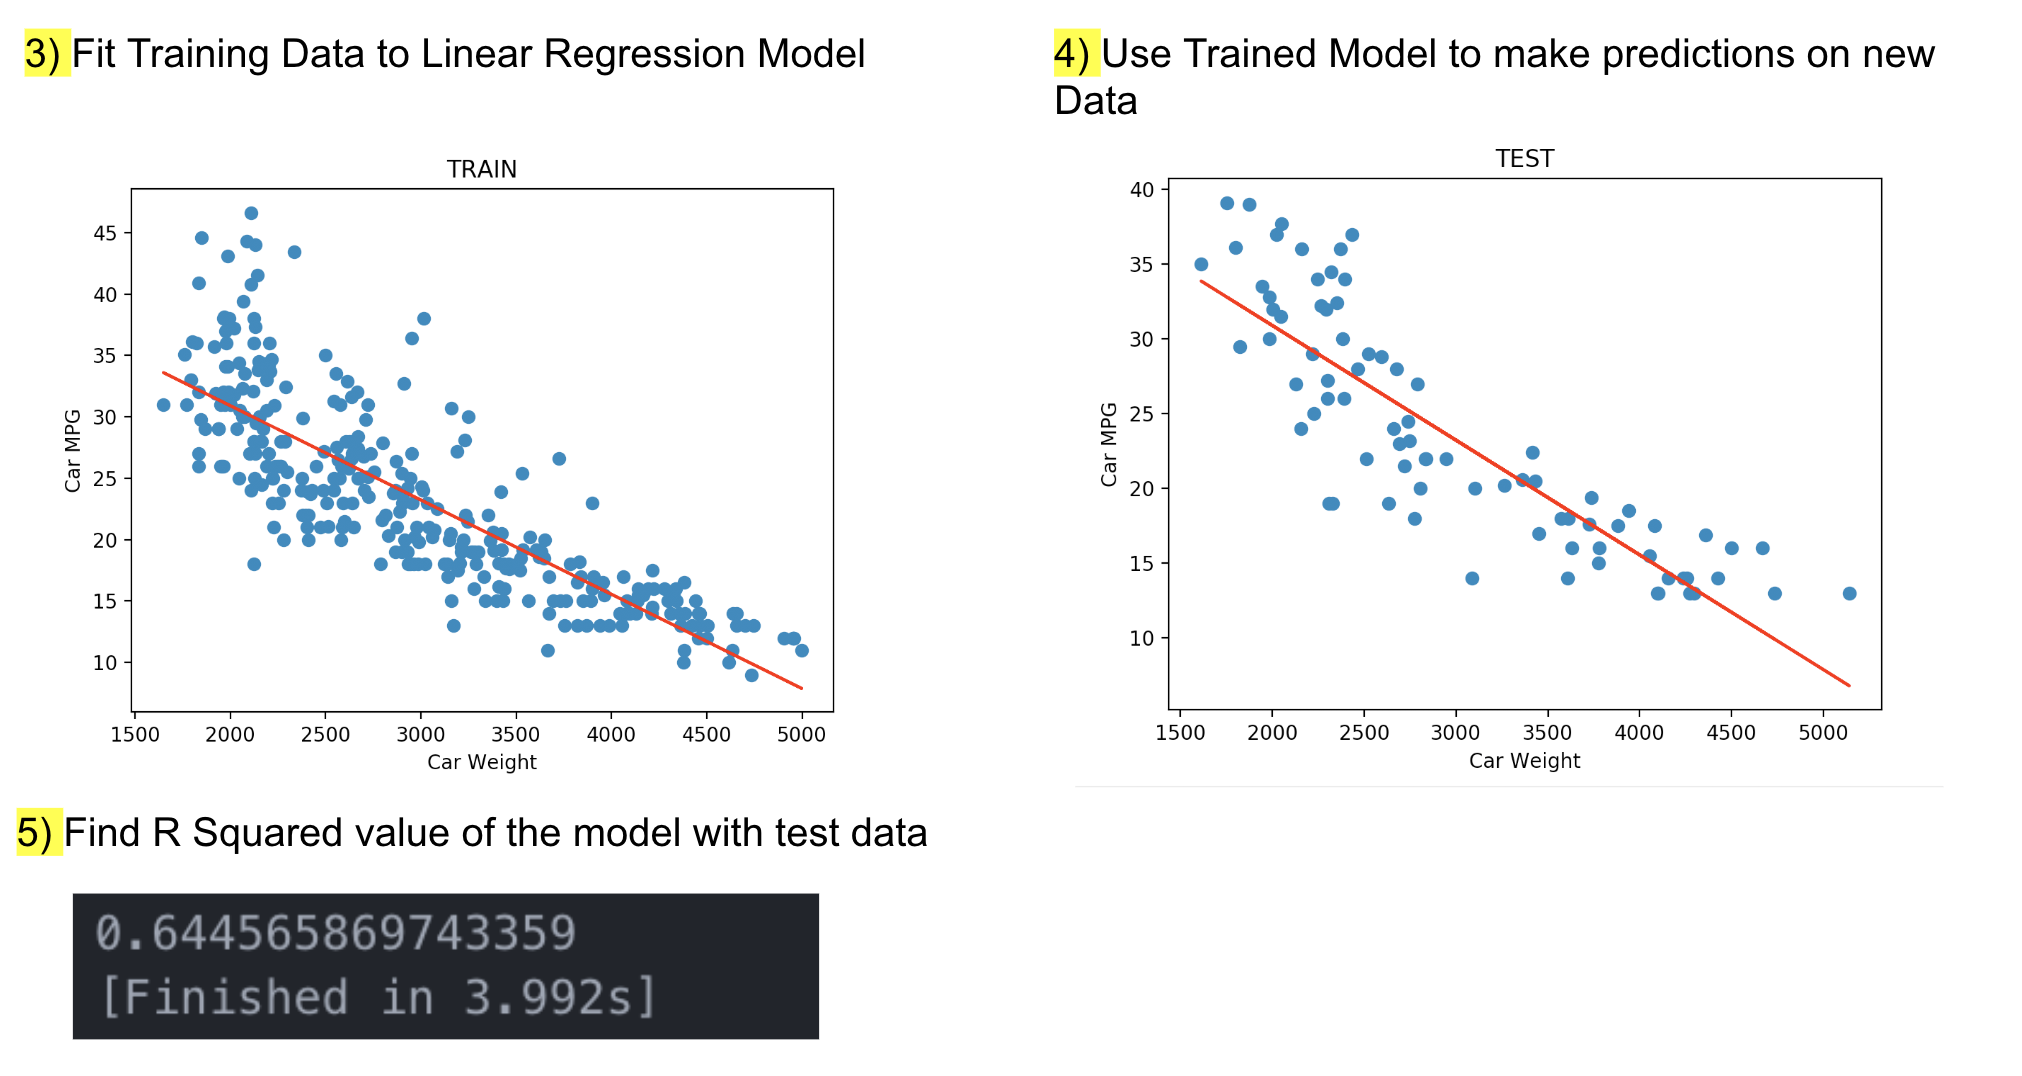 3) Fit Training Data to Linear Regression Model
TRAIN
45
40
35
30
25
20
15
10
Car MPG
1500 2000 2500 3000 3500 4000 4500 5000
Car Weight
4) Use Trained Model to make predictions on new
Data
TEST
40
35
30
25
20
15
10
Car MPG
1500 2000 2500 3000 3500 4000 4500 5000
Car Weight
5) Find R Squared value of the model with test data
0.644565869743359
[Finished in 3.992s]